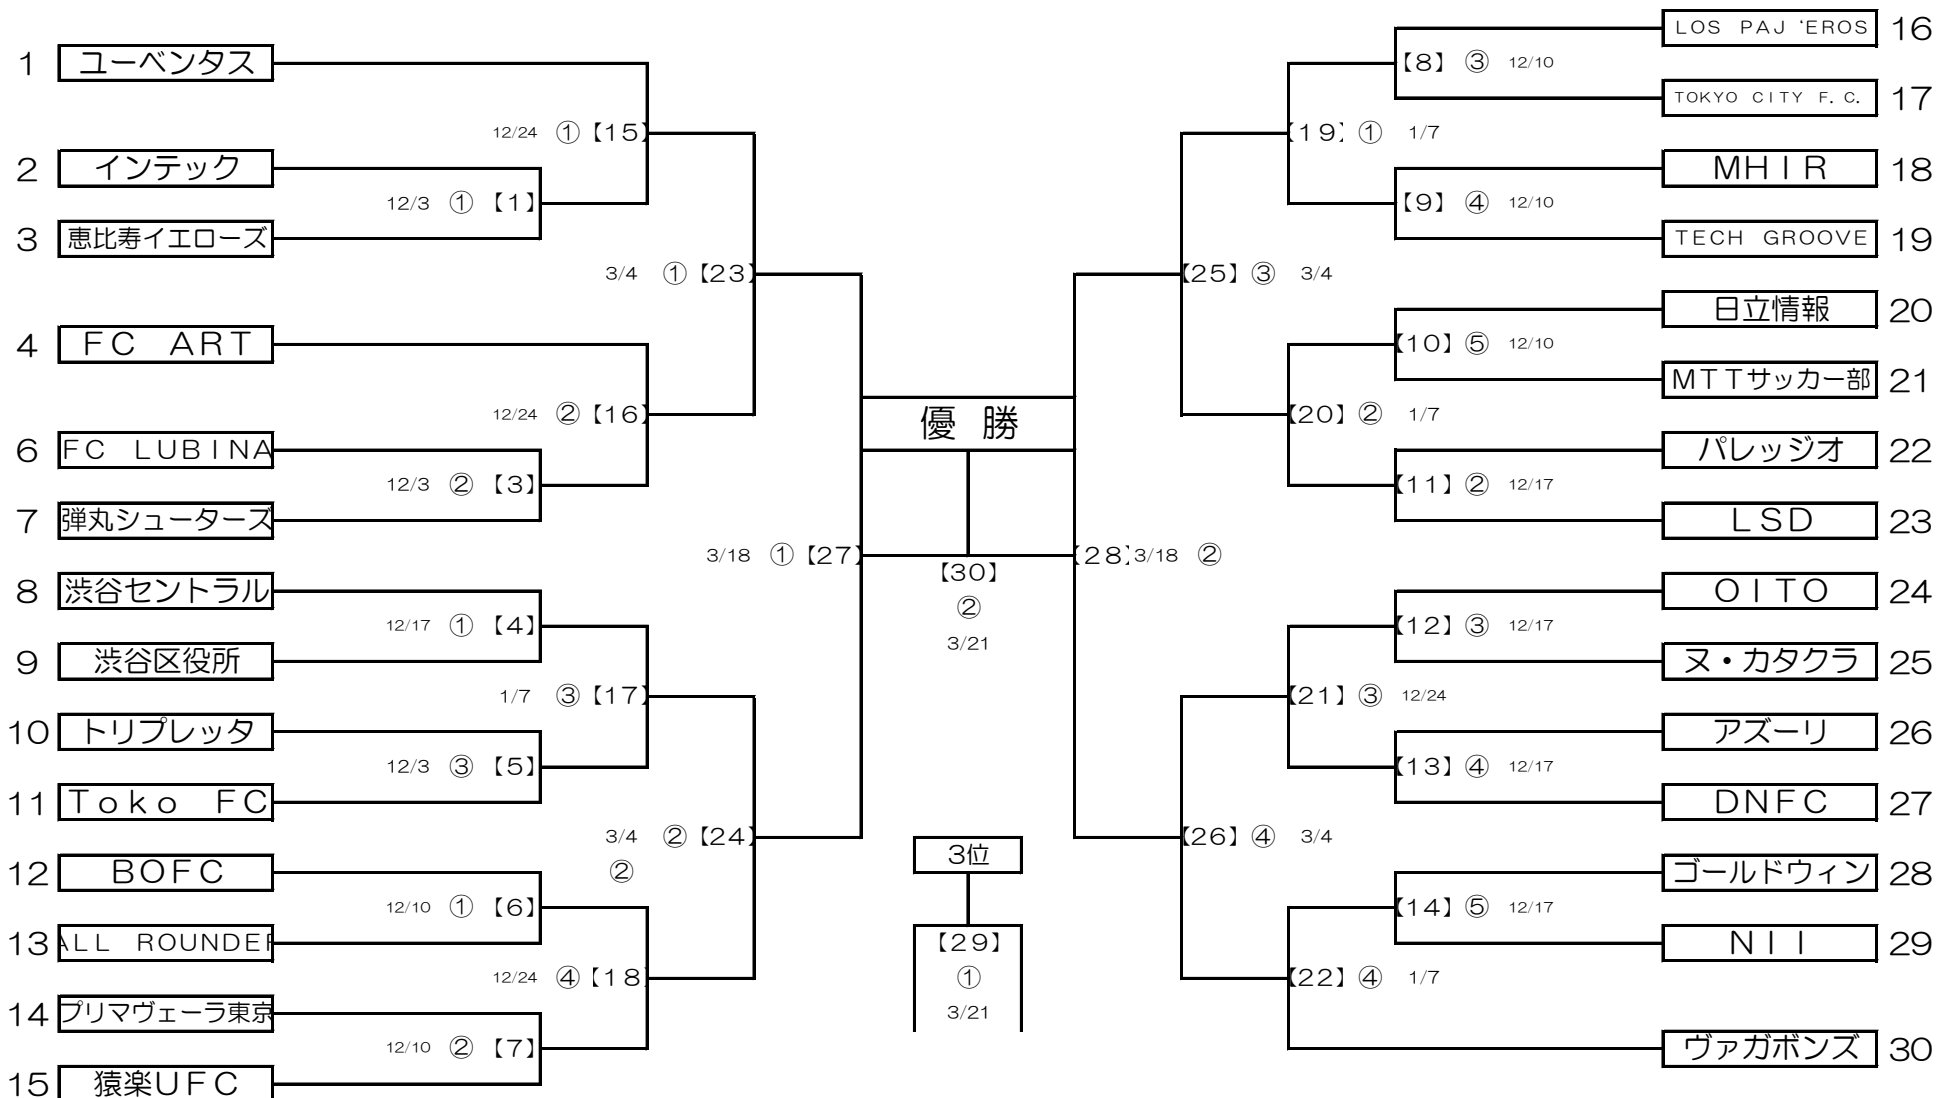 1 ユーベンタス
12/24 ① 【15】
2 インテック
12/3 ① 【1】
3 恵比寿イエローズ
3/4 ① 【23】
4 FC ART
12/24 ② 【16】
6 FC LUBINA
12/3 ② 【3】
7 弾丸シューターズ
3/18 ① 【27】
8 渋谷セントラル
12/17 ① 【4】
9 渋谷区役所
1/7 ③ 【17】
10 トリプレッタ
12/3 ③ 【5】
11 Toko FC
3/4 ② 【24】
②
12 BOFC
12/10 ① 【6】
13 ALL ROUNDER
12/24 ④ 【18】
14 プリマヴェーラ東京
12/10 ② 【7】
15 猿楽UFC
優 勝
【30】
②
3/21
3位
【29】
①
3/21
LOS PAJ'EROS 16
【8】 ③ 12/10
TOKYO CITY F.C. 17
【19】 ① 1/7
MHIR 18
【9】 ④ 12/10
TECH GROOVE 19
【25】 ③ 3/4
日立情報 20
【10】 ⑤ 12/10
MTTサッカー部 21
【20】 ② 1/7
パレッジオ 22
【11】 ② 12/17
LSD 23
【28】 3/18 ②
OITO 24
【12】 ③ 12/17
ヌ・カタクラ 25
【21】 ③ 12/24
アズーリ 26
【13】 ④ 12/17
DNFC 27
【26】 ④ 3/4
ゴールドウィン 28
【14】 ⑤ 12/17
NII 29
【22】 ④ 1/7
ヴァガボンズ 30